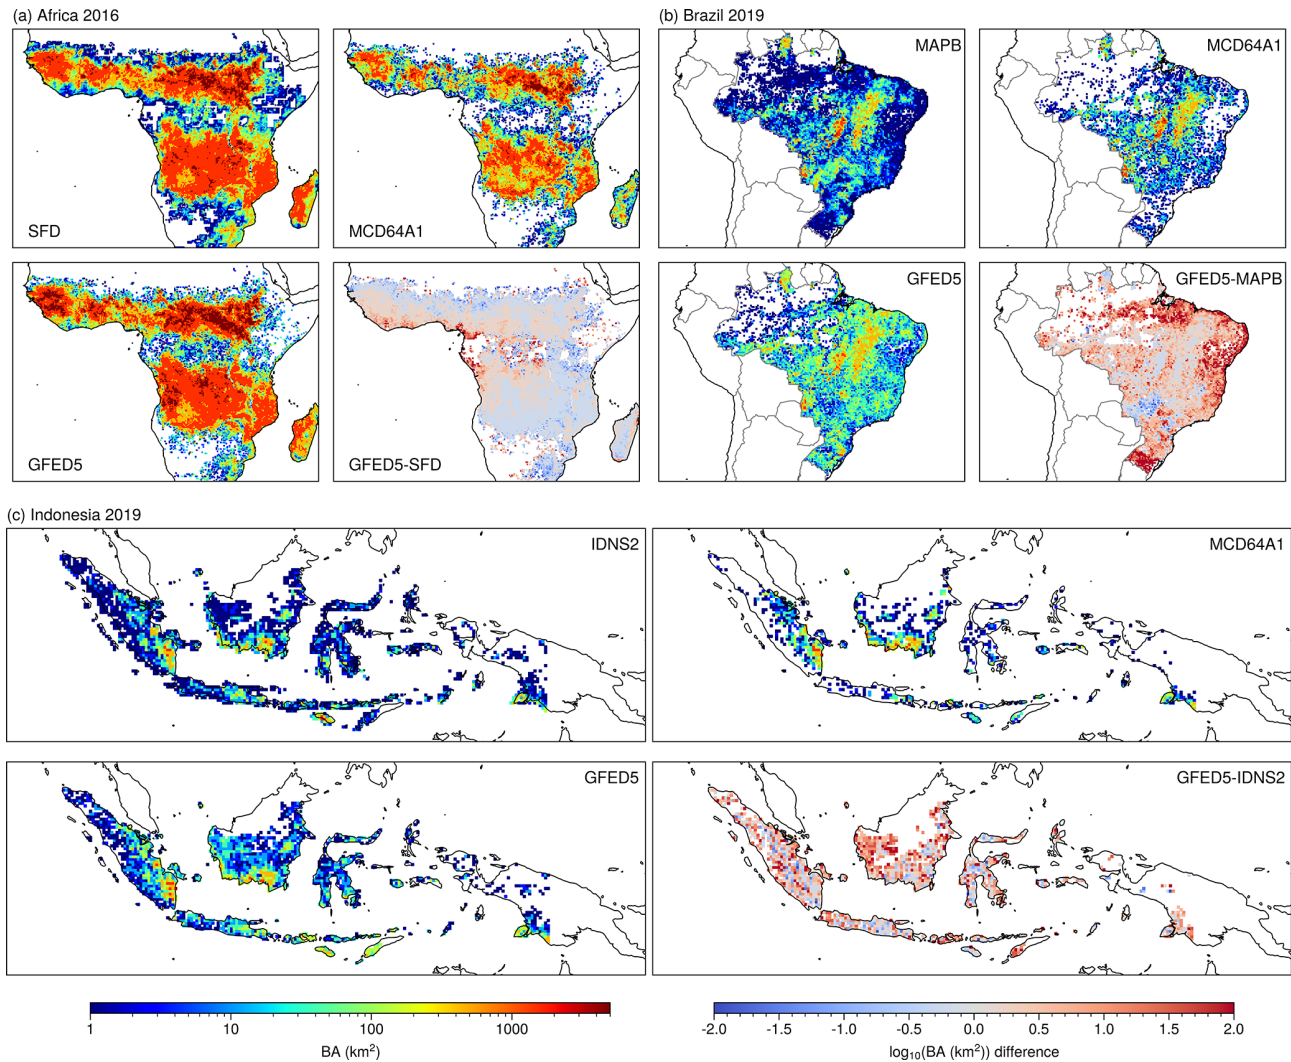 (a) Africa 2016
(b) Brazil 2019
SFD
MCD64A1
MAPB
MCD64A1
GFED5
GFED5-SFD
GFED5
GFED5-MAPB
(c) Indonesia 2019
IDNS2
MCD64A1
GFED5
GFED5-IDNS2
1 10 100 1000
BA (km²)
-2.0 -1.5 -1.0 -0.5 0.0 0.5 1.0 1.5 2.0
log₁₀(BA (km²)) difference